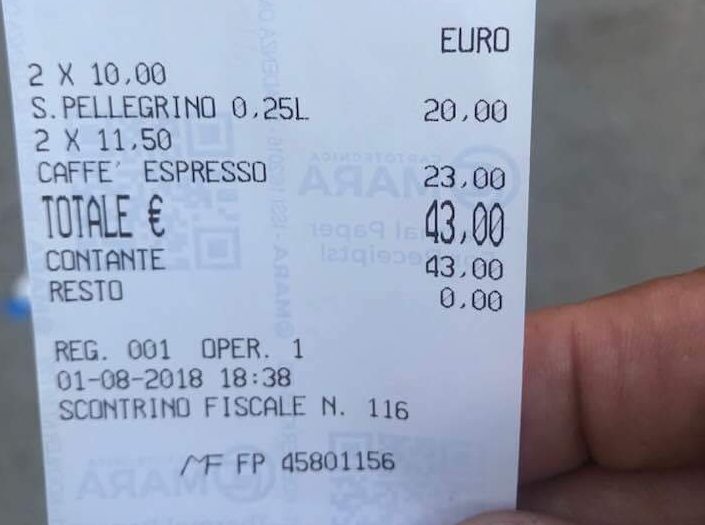 EURO
2 X 10,00
S.PELLEGRINO 0,25L 20,00
2 X 11,50
CAFFE' ESPRESSO 23,00
TOTALE € 43,00
CONTANTE 43,00
RESTO 0.00
REG. 001 OPER. 1
01-08-2018 18:38
SCONTRINO FISCALE N. 116
MF FP 45801156